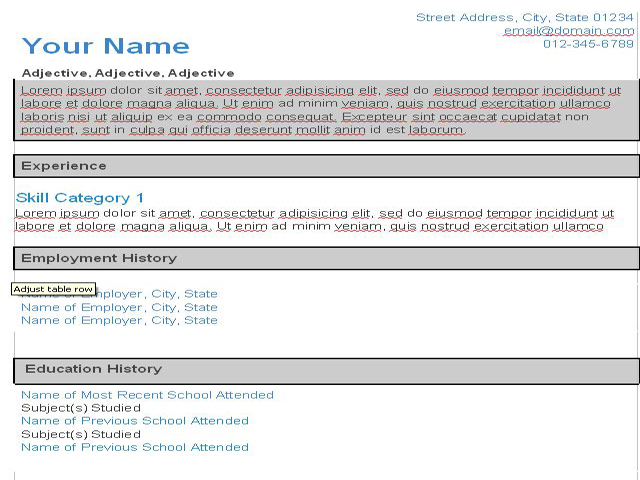 Street Address, City, State 01234
email@domain.com
012-345-6789
Your Name
Adjective, Adjective, Adjective
Lorem ipsum dolor sit amet, consectetur adipisicing elit, sed do eiusmod tempor incididunt ut
labore et dolore magna aliqua. Ut enim ad minim veniam, quis nostrud exercitation ullamco
laboris nisi ut aliquip ex ea commodo consequat. Excepteur sint occaecat cupidatat non
proident, sunt in culpa qui officia deserunt mollit anim id est laborum.
Experience
Skill Category 1
Lorem ipsum dolor sit amet, consectetur adipisicing elit, sed do eiusmod tempor incididunt ut
labore et dolore magna aliqua. Ut enim ad minim veniam, quis nostrud exercitation ullamco
Employment History
Adjust table row
Name of Employer, City, State
Name of Employer, City, State
Name of Employer, City, State
Education History
Name of Most Recent School Attended
Subject(s) Studied
Name of Previous School Attended
Subject(s) Studied
Name of Previous School Attended